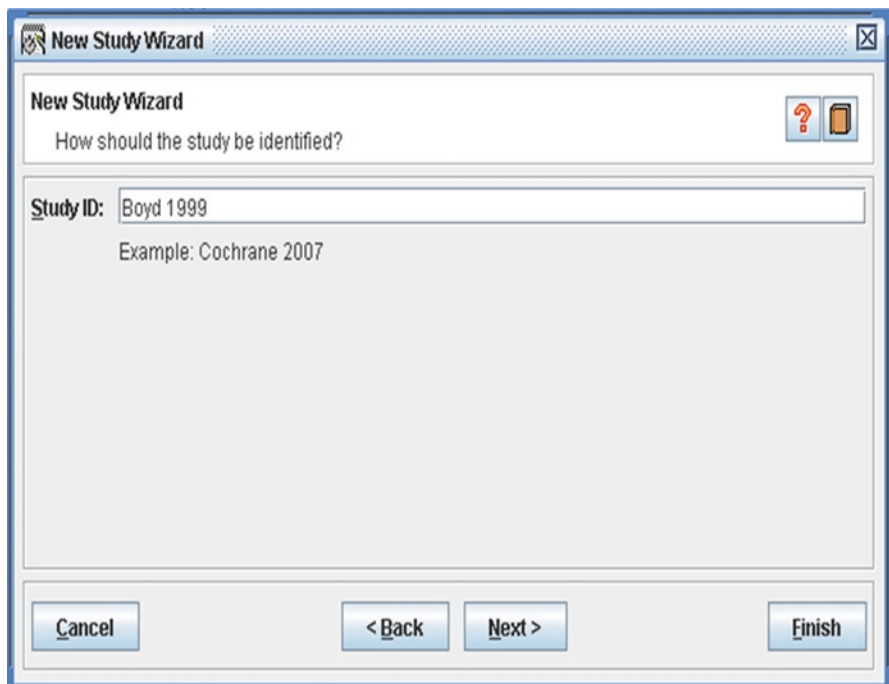 New Study Wizard
New Study Wizard
How should the study be identified?
Study ID: Boyd 1999
Example: Cochrane 2007
Cancel < Back Next > Finish